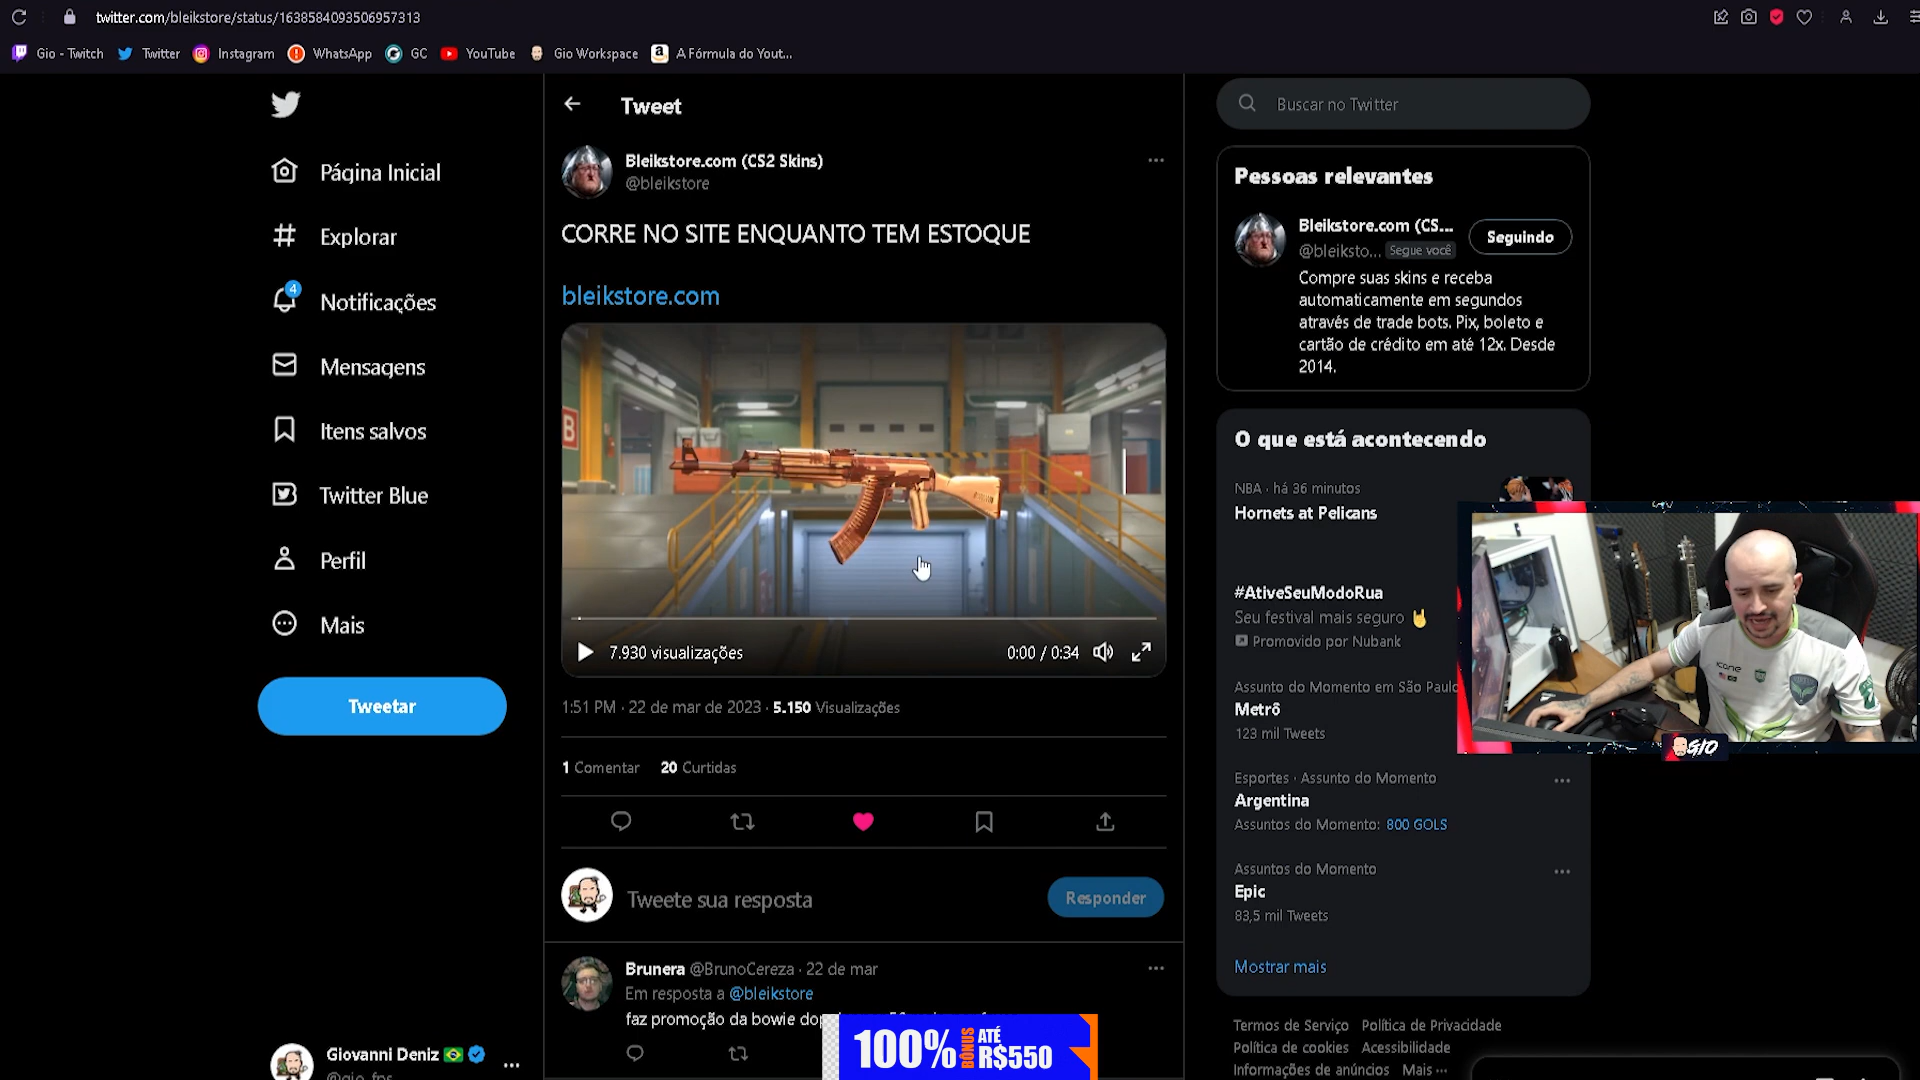 twitter.com/bleikstore/status/1638584093506957313
Gio - Twitch
Twitter
Instagram
WhatsApp
GC
YouTube
Gio Workspace
A Fórmula do Yout...
Página Inicial
Explorar
4
Notificações
Mensagens
Itens salvos
Twitter Blue
Perfil
Mais
Tweetar
Giovanni Deniz
Tweet
Bleikstore.com (CS2 Skins)
@bleikstore
CORRE NO SITE ENQUANTO TEM ESTOQUE
bleikstore.com
B
7.930 visualizações
0:00 / 0:34
1:51 PM · 22 de mar de 2023 · 5.150 Visualizações
1 Comentar 20 Curtidas
Tweete sua resposta
Responder
Brunera @BrunoCereza · 22 de mar
Em resposta a @bleikstore
faz promoção da bowie
100% BÔNUS ATÉ R$550
Buscar no Twitter
Pessoas relevantes
Bleikstore.com (CS...
@bleiksto... Segue você
Seguindo
Compre suas skins e receba
automaticamente em segundos
através de trade bots. Pix, boleto e
cartão de crédito em até 12x. Desde
2014.
O que está acontecendo
NBA · há 36 minutos
Hornets at Pelicans
#AtiveSeuModoRua
Seu festival mais seguro
Promovido por Nubank
Assunto do Momento em São Paulo
Metrô
123 mil Tweets
Esportes · Assunto do Momento
Argentina
Assuntos do Momento: 800 GOLS
Assuntos do Momento
Epic
83,5 mil Tweets
Mostrar mais
Termos de Serviço Política de Privacidade
Política de cookies Acessibilidade
Informações de anúncios Mais ...
GIO